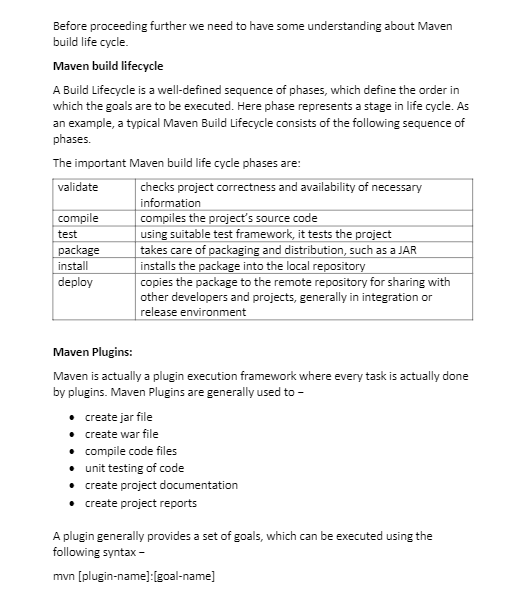 Before proceeding further we need to have some understanding about Maven
build life cycle.
Maven build lifecycle
A Build Lifecycle is a well-defined sequence of phases, which define the order in
which the goals are to be executed. Here phase represents a stage in life cycle. As
an example, a typical Maven Build Lifecycle consists of the following sequence of
phases.
The important Maven build life cycle phases are:
validate checks project correctness and availability of necessary
information
compile compiles the project's source code
test using suitable test framework, it tests the project
package takes care of packaging and distribution, such as a JAR
install installs the package into the local repository
deploy copies the package to the remote repository for sharing with
other developers and projects, generally in integration or
release environment
Maven Plugins:
Maven is actually a plugin execution framework where every task is actually done
by plugins. Maven Plugins are generally used to –
• create jar file
• create war file
• compile code files
• unit testing of code
• create project documentation
• create project reports
A plugin generally provides a set of goals, which can be executed using the
following syntax –
mvn [plugin-name]:[goal-name]